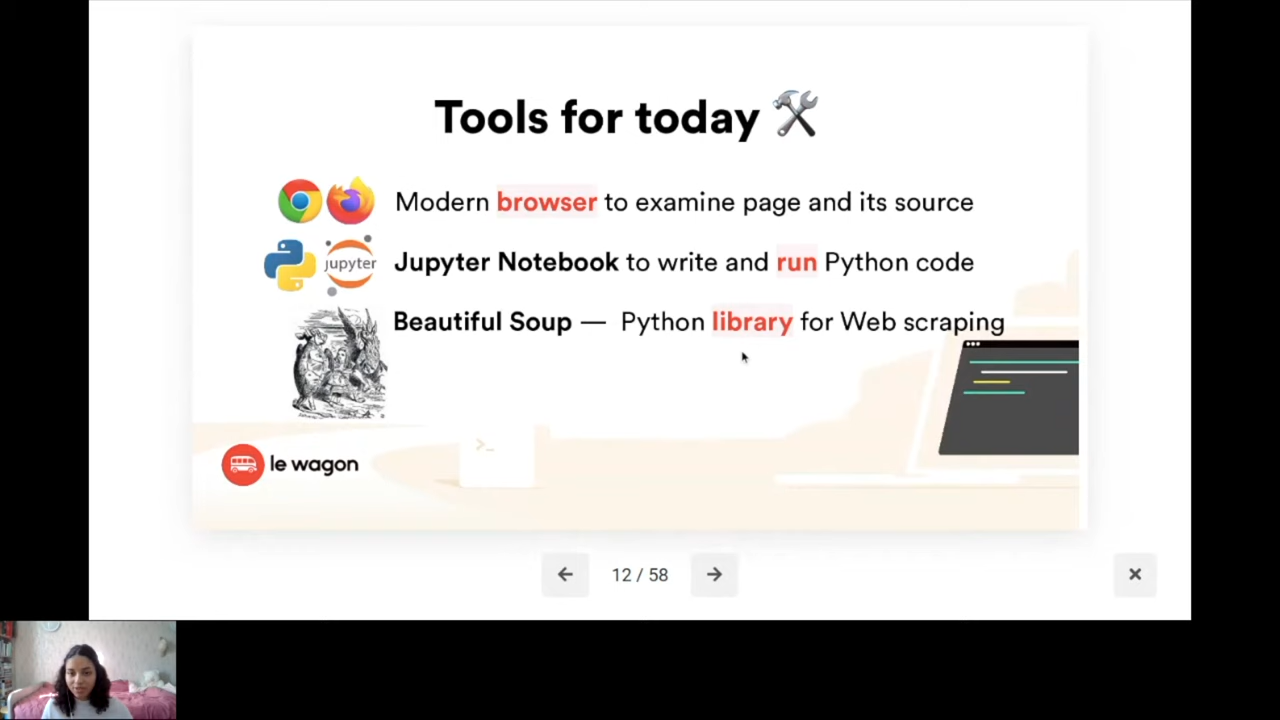 Tools for today
Modern browser to examine page and its source
jupyter
Jupyter Notebook to write and run Python code
Beautiful Soup — Python library for Web scraping
>_
le wagon
12 / 58